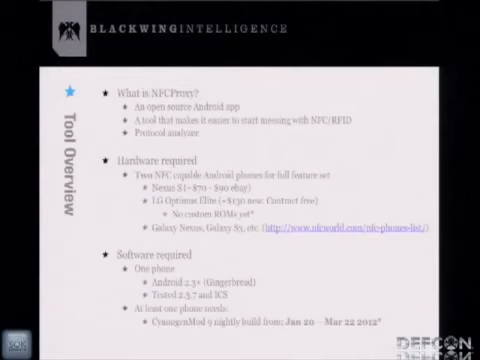 BLACKWINGINTELLIGENCE
Tool Overview
What is NFCProxy?
An open source Android app
A tool that makes it easier to start messing with NFC/RFID
Protocol analyzer
Hardware required
Two NFC capable Android phones for full feature set
Nexus S (~$70 - $90 ebay)
LG Optimus Elite (~$130 new. Contract free)
No custom ROMs yet*
Galaxy Nexus, Galaxy S3, etc. (http://www.nfcworld.com/nfc-phones-list/)
Software required
One phone
Android 2.3+ (Gingerbread)
Tested 2.3.7 and ICS
At least one phone needs:
CyanogenMod 9 nightly build from: Jan 20 – Mar 22 2012*
SOK
DEFCON